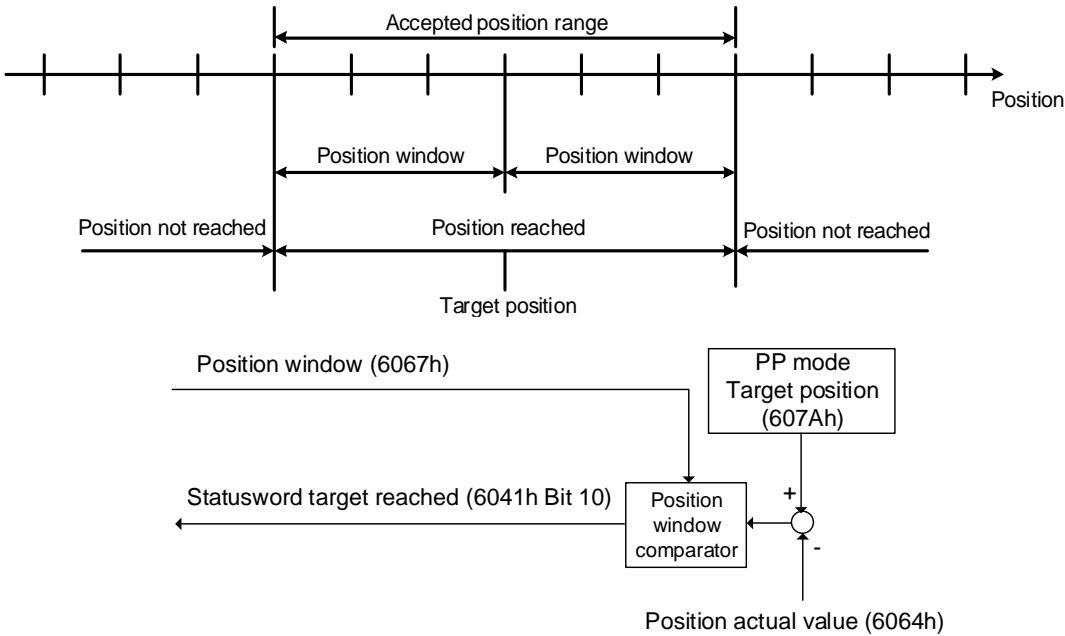 Accepted position range
Position
Position window
Position window
Position not reached
Position reached
Position not reached
Target position
Position window (6067h)
PP mode
Target position
(607Ah)
Statusword target reached (6041h Bit 10)
Position
window
comparator
+
-
Position actual value (6064h)